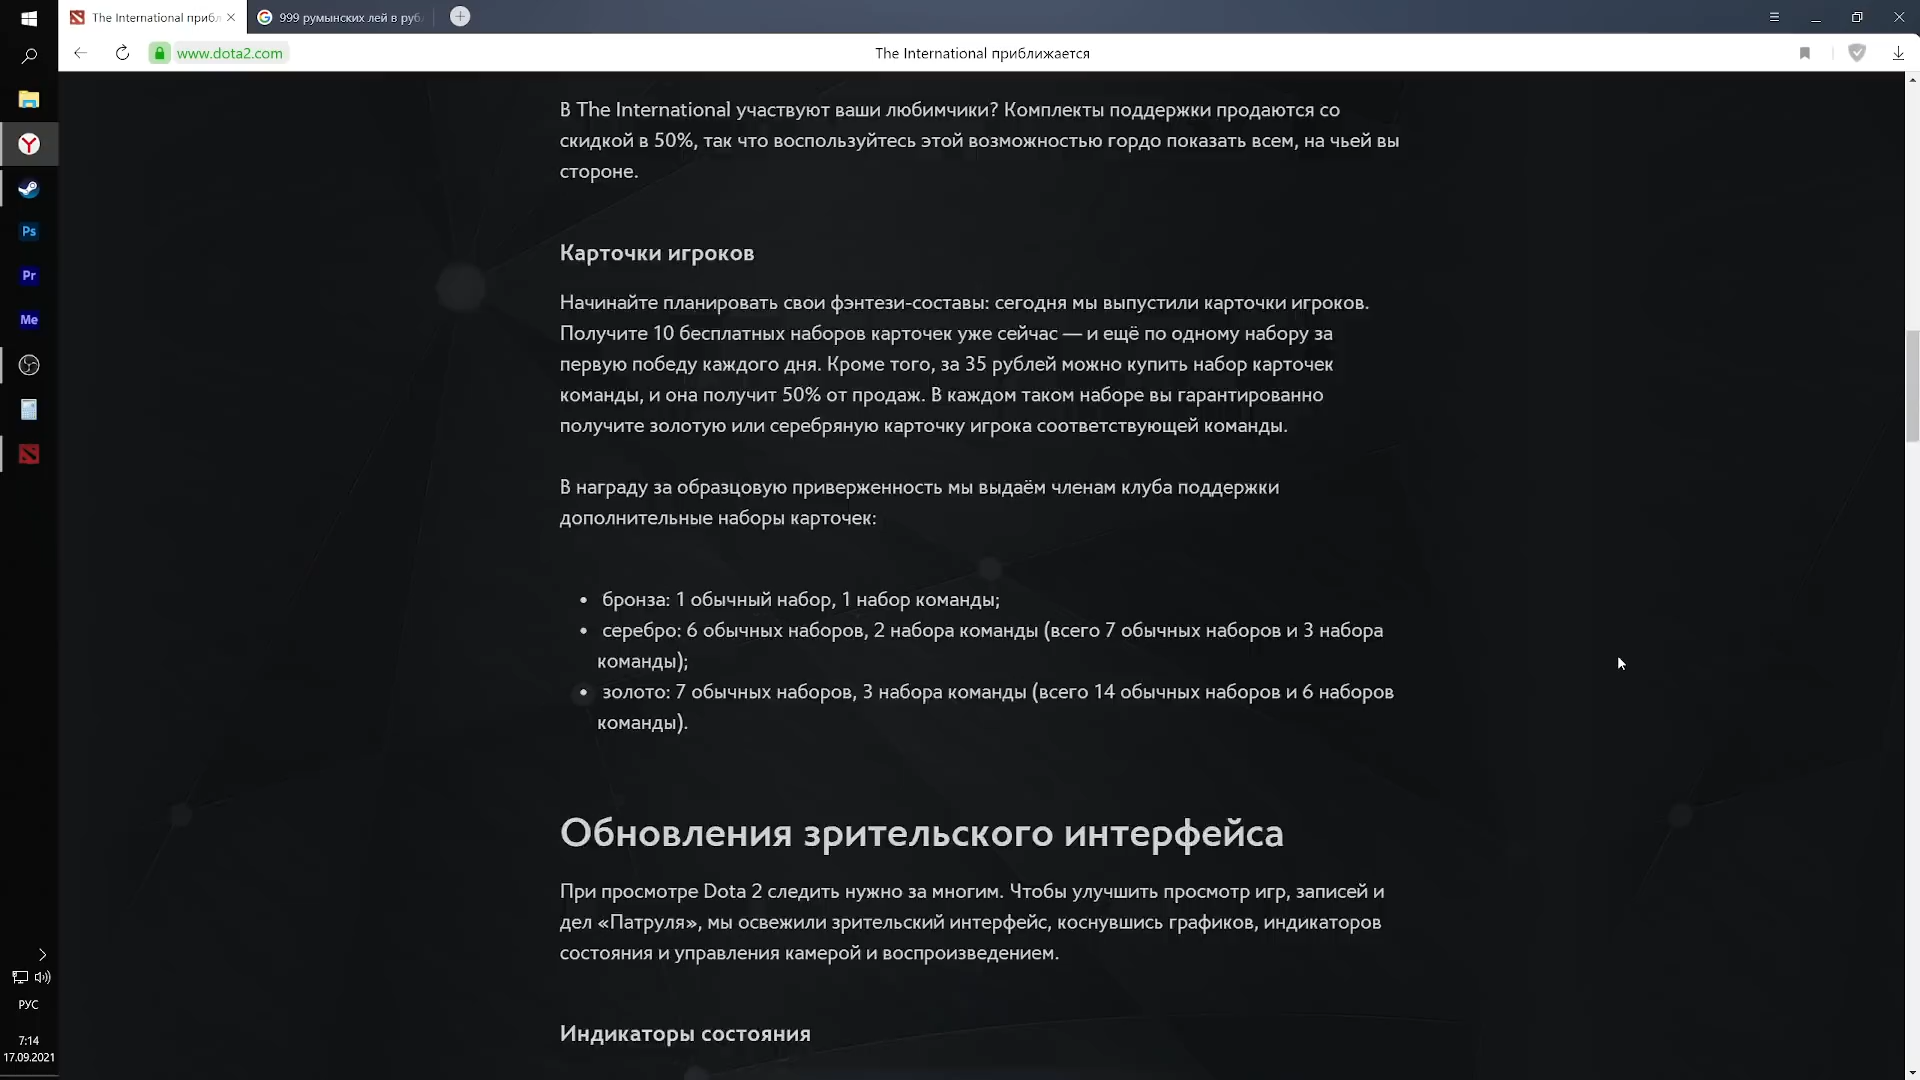 The International прибл
999 румынских лей в руб
www.dota2.com
The International приближается
В The International участвуют ваши любимчики? Комплекты поддержки продаются со
скидкой в 50%, так что воспользуйтесь этой возможностью гордо показать всем, на чьей вы
стороне.
Карточки игроков
Начинайте планировать свои фэнтези-составы: сегодня мы выпустили карточки игроков.
Получите 10 бесплатных наборов карточек уже сейчас — и ещё по одному набору за
первую победу каждого дня. Кроме того, за 35 рублей можно купить набор карточек
команды, и она получит 50% от продаж. В каждом таком наборе вы гарантированно
получите золотую или серебряную карточку игрока соответствующей команды.
В награду за образцовую приверженность мы выдаём членам клуба поддержки
дополнительные наборы карточек:
• бронза: 1 обычный набор, 1 набор команды;
• серебро: 6 обычных наборов, 2 набора команды (всего 7 обычных наборов и 3 набора
команды);
• золото: 7 обычных наборов, 3 набора команды (всего 14 обычных наборов и 6 наборов
команды).
Обновления зрительского интерфейса
При просмотре Dota 2 следить нужно за многим. Чтобы улучшить просмотр игр, записей и
дел «Патруля», мы освежили зрительский интерфейс, коснувшись графиков, индикаторов
состояния и управления камерой и воспроизведением.
Индикаторы состояния
Ps
Pr
Me
РУС
7:14
17.09.2021